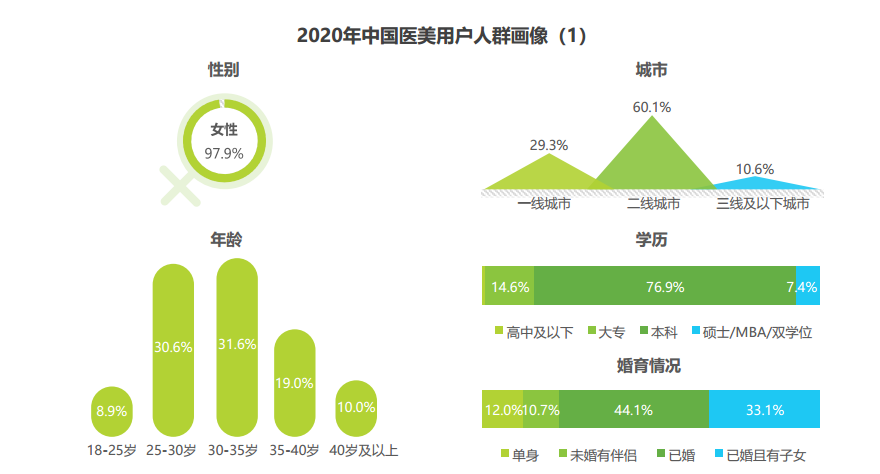 2020年中国医美用户人群画像（1）
性别
女性
97.9%
城市
60.1%
29.3%
10.6%
一线城市 二线城市 三线及以下城市
年龄
8.9% 30.6% 31.6% 19.0% 10.0%
18-25岁 25-30岁 30-35岁 35-40岁 40岁及以上
学历
14.6% 76.9% 7.4%
高中及以下 大专 本科 硕士/MBA/双学位
婚育情况
12.0% 10.7% 44.1% 33.1%
单身 未婚有伴侣 已婚 已婚且有子女